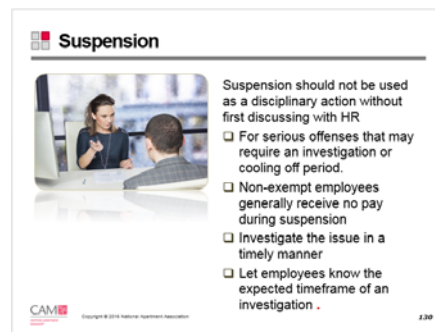 Suspension
Suspension should not be used
as a disciplinary action without
first discussing with HR
For serious offenses that may
require an investigation or
cooling off period.
Non-exempt employees
generally receive no pay
during suspension
Investigate the issue in a
timely manner
Let employees know the
expected timeframe of an
investigation .
CAM
Copyright © 2016 National Apartment Association
130